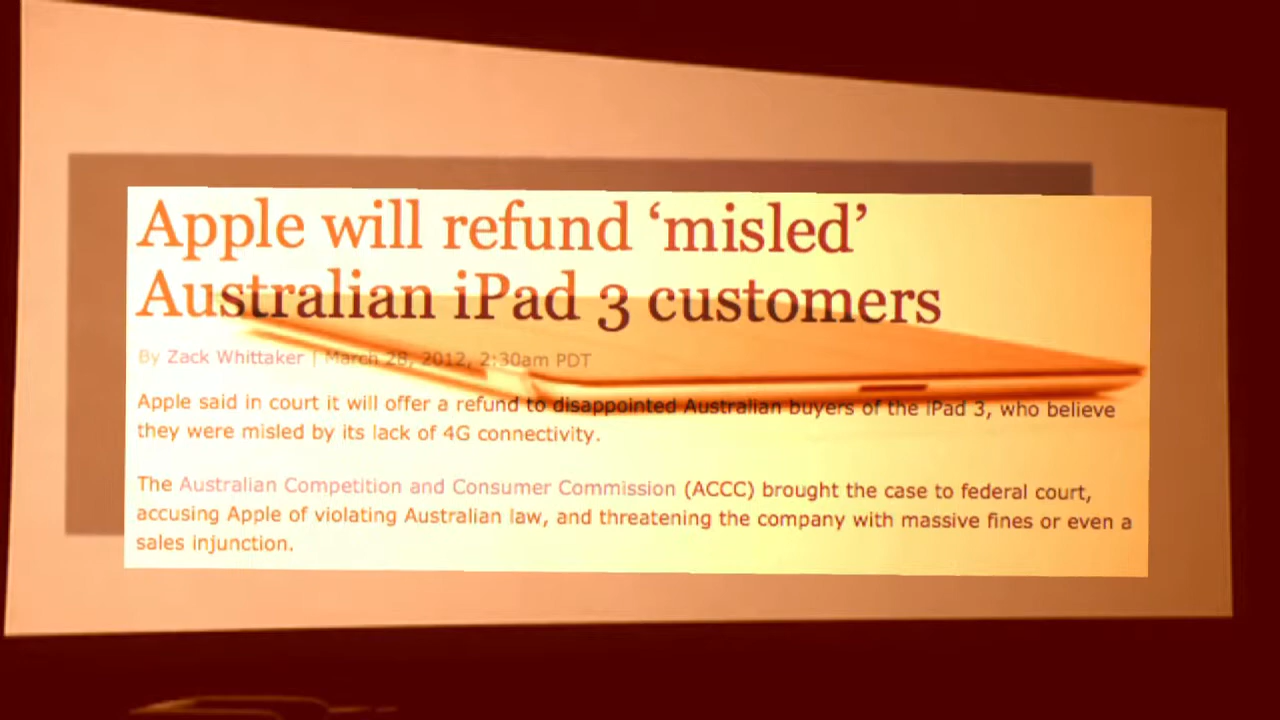 Apple will refund ‘misled’
Australian iPad 3 customers
By Zack Whittaker | March 28, 2012, 2:30am PDT
Apple said in court it will offer a refund to disappointed Australian buyers of the iPad 3, who believe
they were misled by its lack of 4G connectivity.
The Australian Competition and Consumer Commission (ACCC) brought the case to federal court,
accusing Apple of violating Australian law, and threatening the company with massive fines or even a
sales injunction.